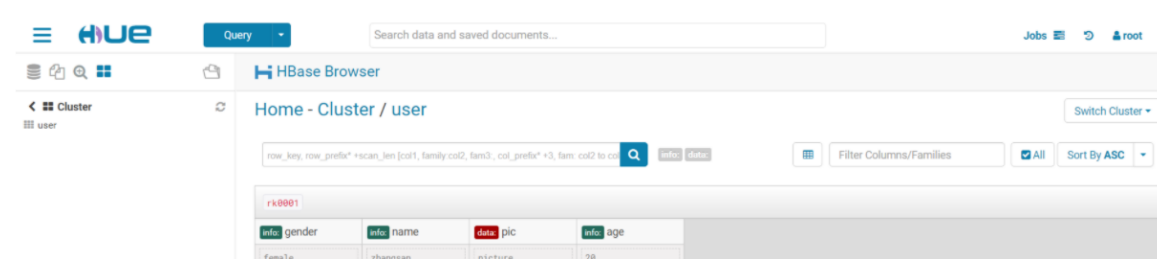 HUE
Query
Search data and saved documents...
Jobs
root
HBase Browser
Cluster
Home - Cluster / user
Switch Cluster
user
row_key, row_prefix* +scan_len [col1, family:col2, fam3:, col_prefix* +3, fam: col2 to col
info: data:
Filter Columns/Families
All
Sort By ASC
rk0001
info: gender
info: name
data: pic
info: age
female
zhangsan
picture
20